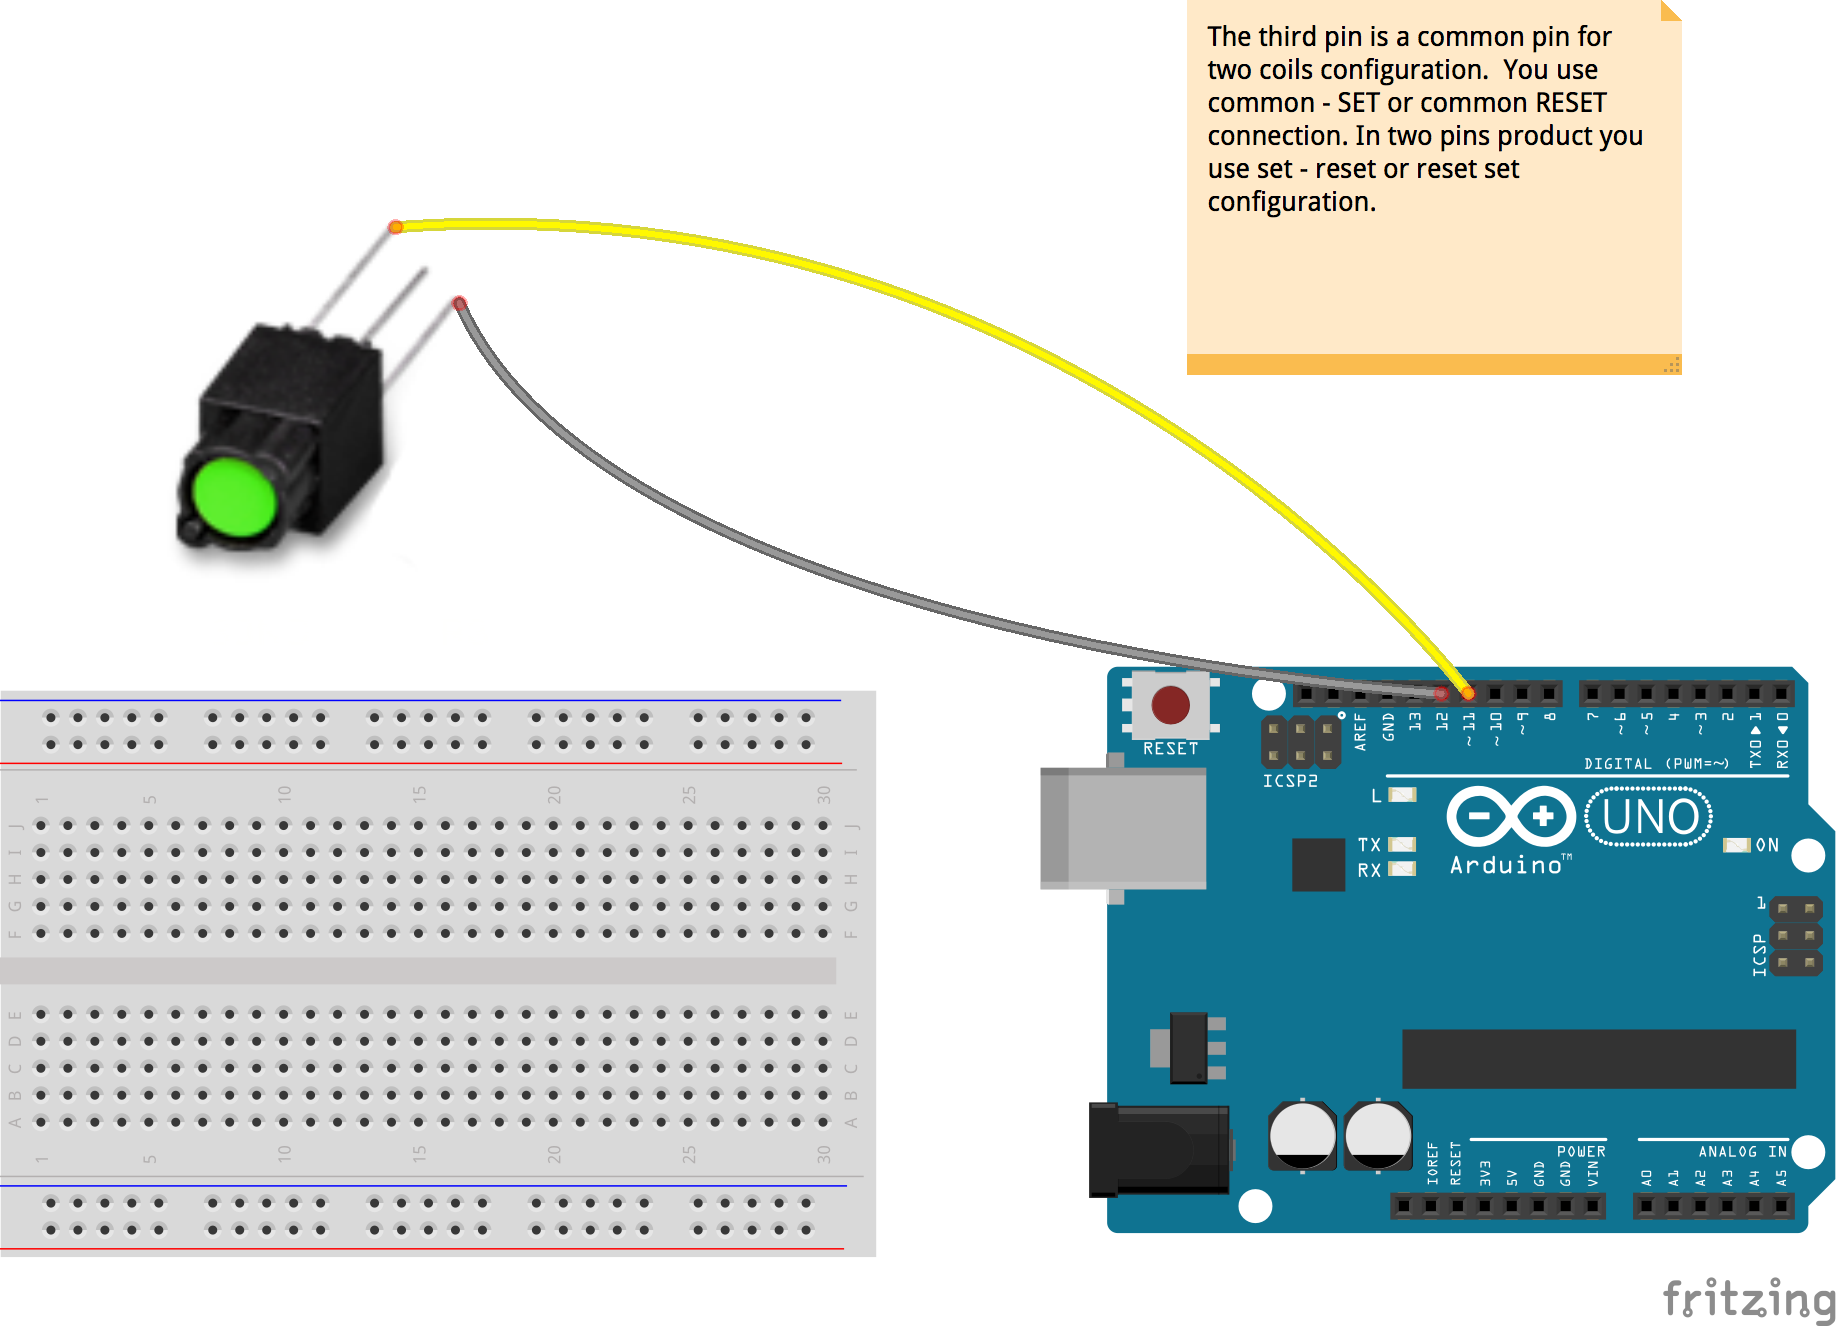 The third pin is a common pin for
two coils configuration.  You use
common - SET or common RESET
connection. In two pins product you
use set - reset or reset set
configuration.
RESET
ICSP2
AREF
GND
13
12
~11
~10
~9
8
7
~6
~5
4
~3
2
TX0▶1
RX0◀0
DIGITAL (PWM=~)
L
TX
RX
UNO
Arduino™
ON
1
ICSP
IOREF
RESET
3V3
5V
GND
GND
VIN
POWER
ANALOG IN
A0
A1
A2
A3
A4
A5
1 5 10 15 20 25 30
J J
I I
H H
G G
F F
E E
D D
C C
B B
A A
1 5 10 15 20 25 30
fritzing